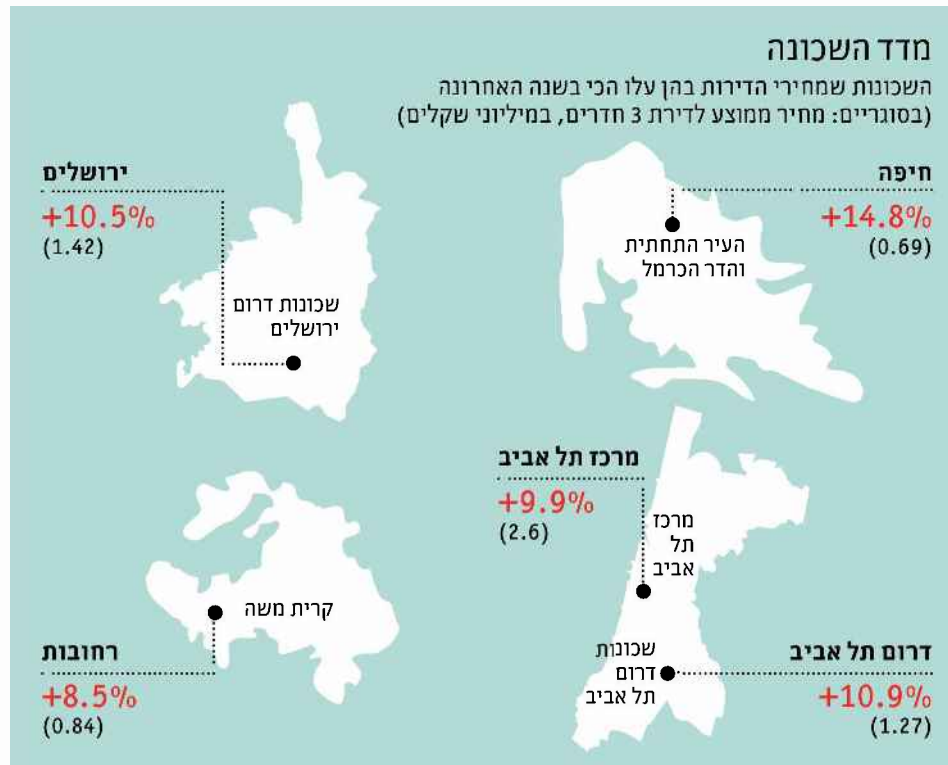 מדד השכונה
השכונות שמחירי הדירות בהן עלו הכי בשנה האחרונה
(בסוגריים: מחיר ממוצע לדירת 3 חדרים, במיליוני שקלים)
חיפה
+14.8%
(0.69)
העיר התחתית
והדר הכרמל
ירושלים
+10.5%
(1.42)
שכונות דרום
ירושלים
מרכז תל אביב
+9.9%
(2.6)
מרכז
תל
אביב
דרום תל אביב
+10.9%
(1.27)
שכונות
דרום
תל אביב
רחובות
+8.5%
(0.84)
קרית משה